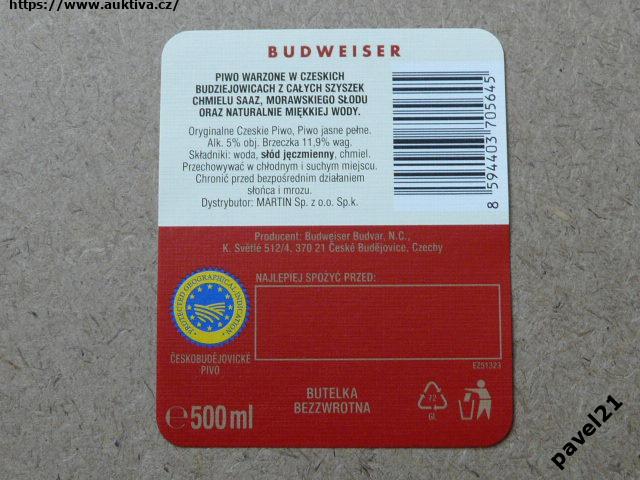 https://www.auktiva.cz/
BUDWEISER
PIWO WARZONE W CZESKICH
BUDZIEJOWICACH Z CAŁYCH SZYSZEK
CHMIELU SAAZ, MORAWSKIEGO SŁODU
ORAZ NATURALNIE MIĘKKIEJ WODY.
Oryginalne Czeskie Piwo, Piwo jasne pełne.
Alk. 5% obj. Brzeczka 11,9% wag.
Składniki: woda, słód jęczmienny, chmiel.
Przechowywać w chłodnym i suchym miejscu.
Chronić przed bezpośrednim działaniem
słońca i mrozu.
Dystrybutor: MARTIN Sp. z o.o. Sp.k.
8 594403 705645
Producent: Budweiser Budvar, N.C.,
K. Světlé 512/4, 370 21 České Budějovice, Czechy
NAJLEPIEJ SPOŻYĆ PRZED:
PROTECTED GEOGRAPHICAL INDICATION
ČESKOBUDĚJOVICKÉ
PIVO
EZ51323
BUTELKA
BEZZWROTNA
72
GL
℮ 500 ml
pavel21